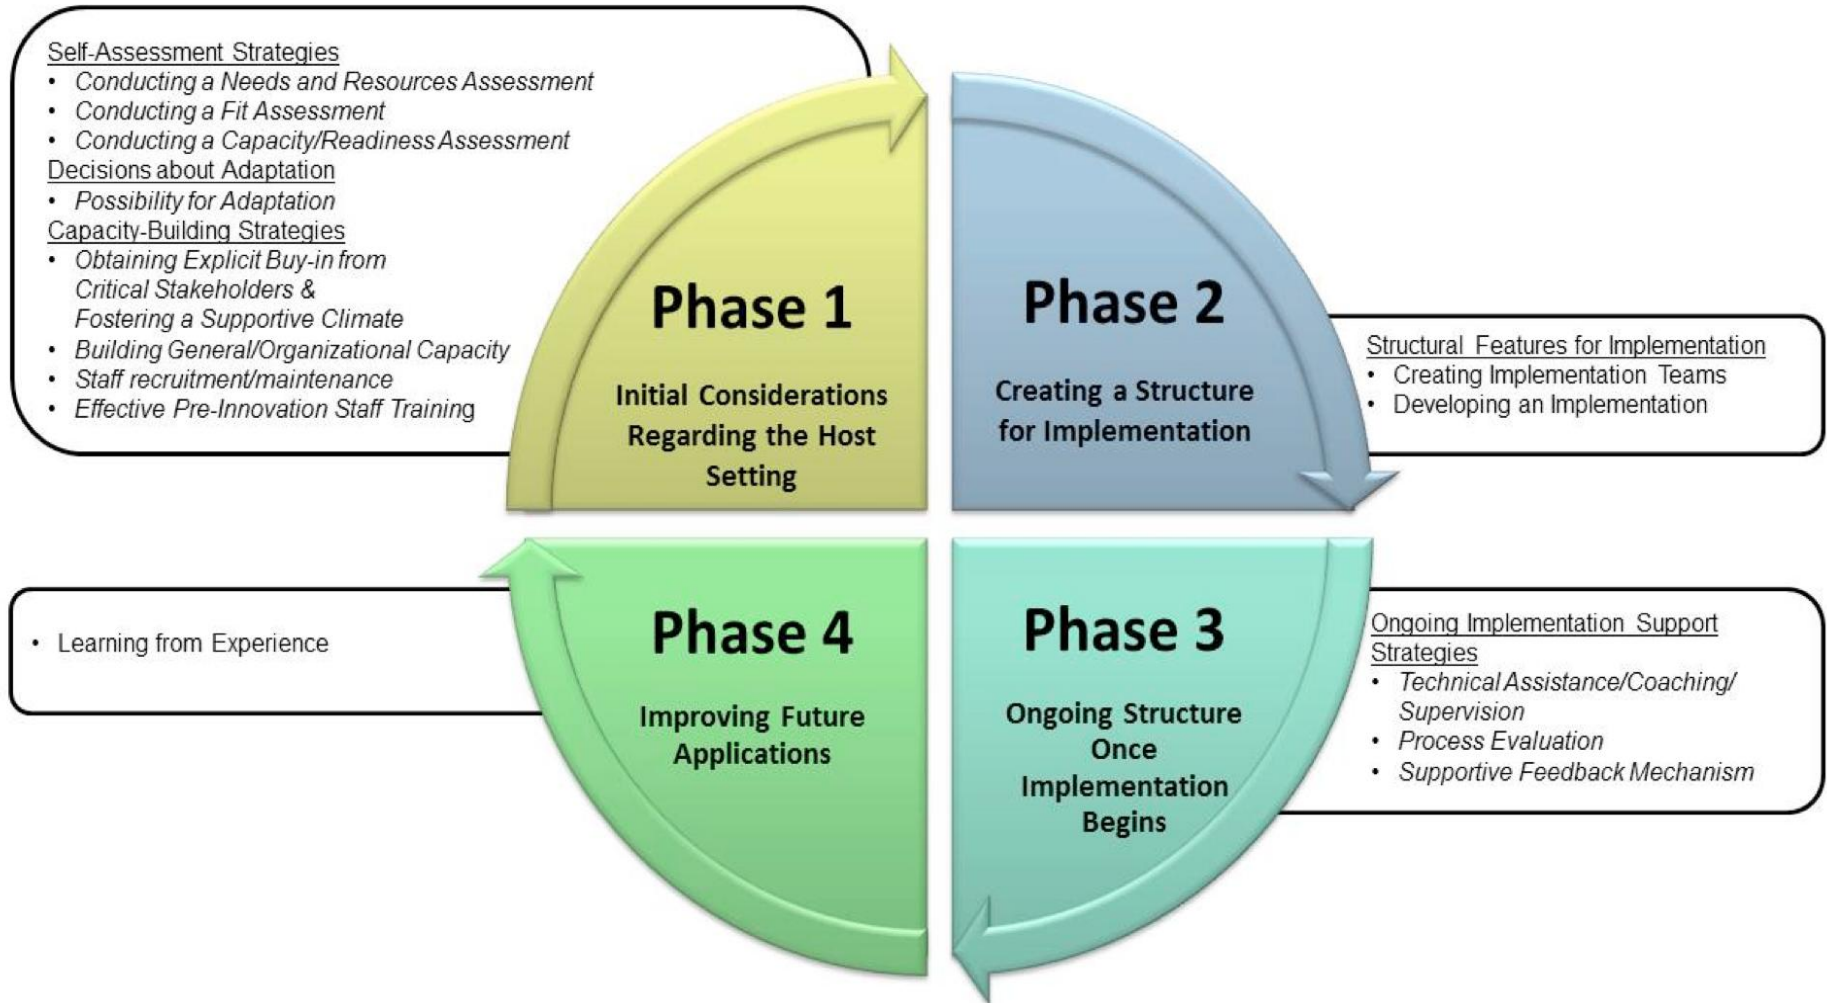 Self-Assessment Strategies
• Conducting a Needs and Resources Assessment
• Conducting a Fit Assessment
• Conducting a Capacity/Readiness Assessment
Decisions about Adaptation
• Possibility for Adaptation
Capacity-Building Strategies
• Obtaining Explicit Buy-in from
Critical Stakeholders &
Fostering a Supportive Climate
• Building General/Organizational Capacity
• Staff recruitment/maintenance
• Effective Pre-Innovation Staff Training
Phase 1
Initial Considerations
Regarding the Host
Setting
Phase 2
Creating a Structure
for Implementation
Structural Features for Implementation
• Creating Implementation Teams
• Developing an Implementation
• Learning from Experience
Phase 4
Improving Future
Applications
Phase 3
Ongoing Structure
Once
Implementation
Begins
Ongoing Implementation Support
Strategies
• Technical Assistance/Coaching/
Supervision
• Process Evaluation
• Supportive Feedback Mechanism